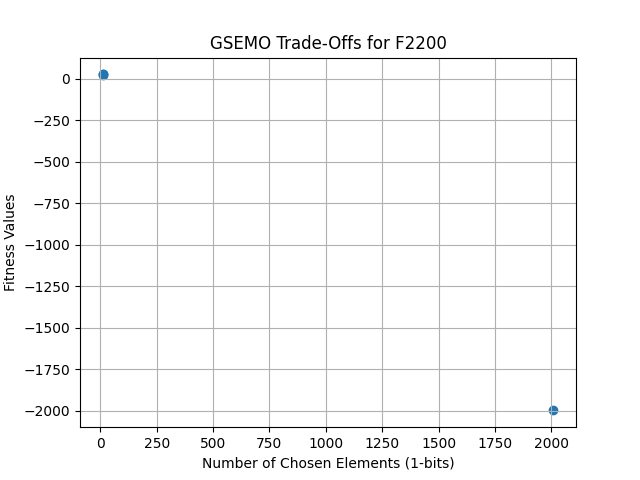 GSEMO Trade-Offs for F2200
Fitness Values
0
−250
−500
−750
−1000
−1250
−1500
−1750
−2000
0 250 500 750 1000 1250 1500 1750 2000
Number of Chosen Elements (1-bits)